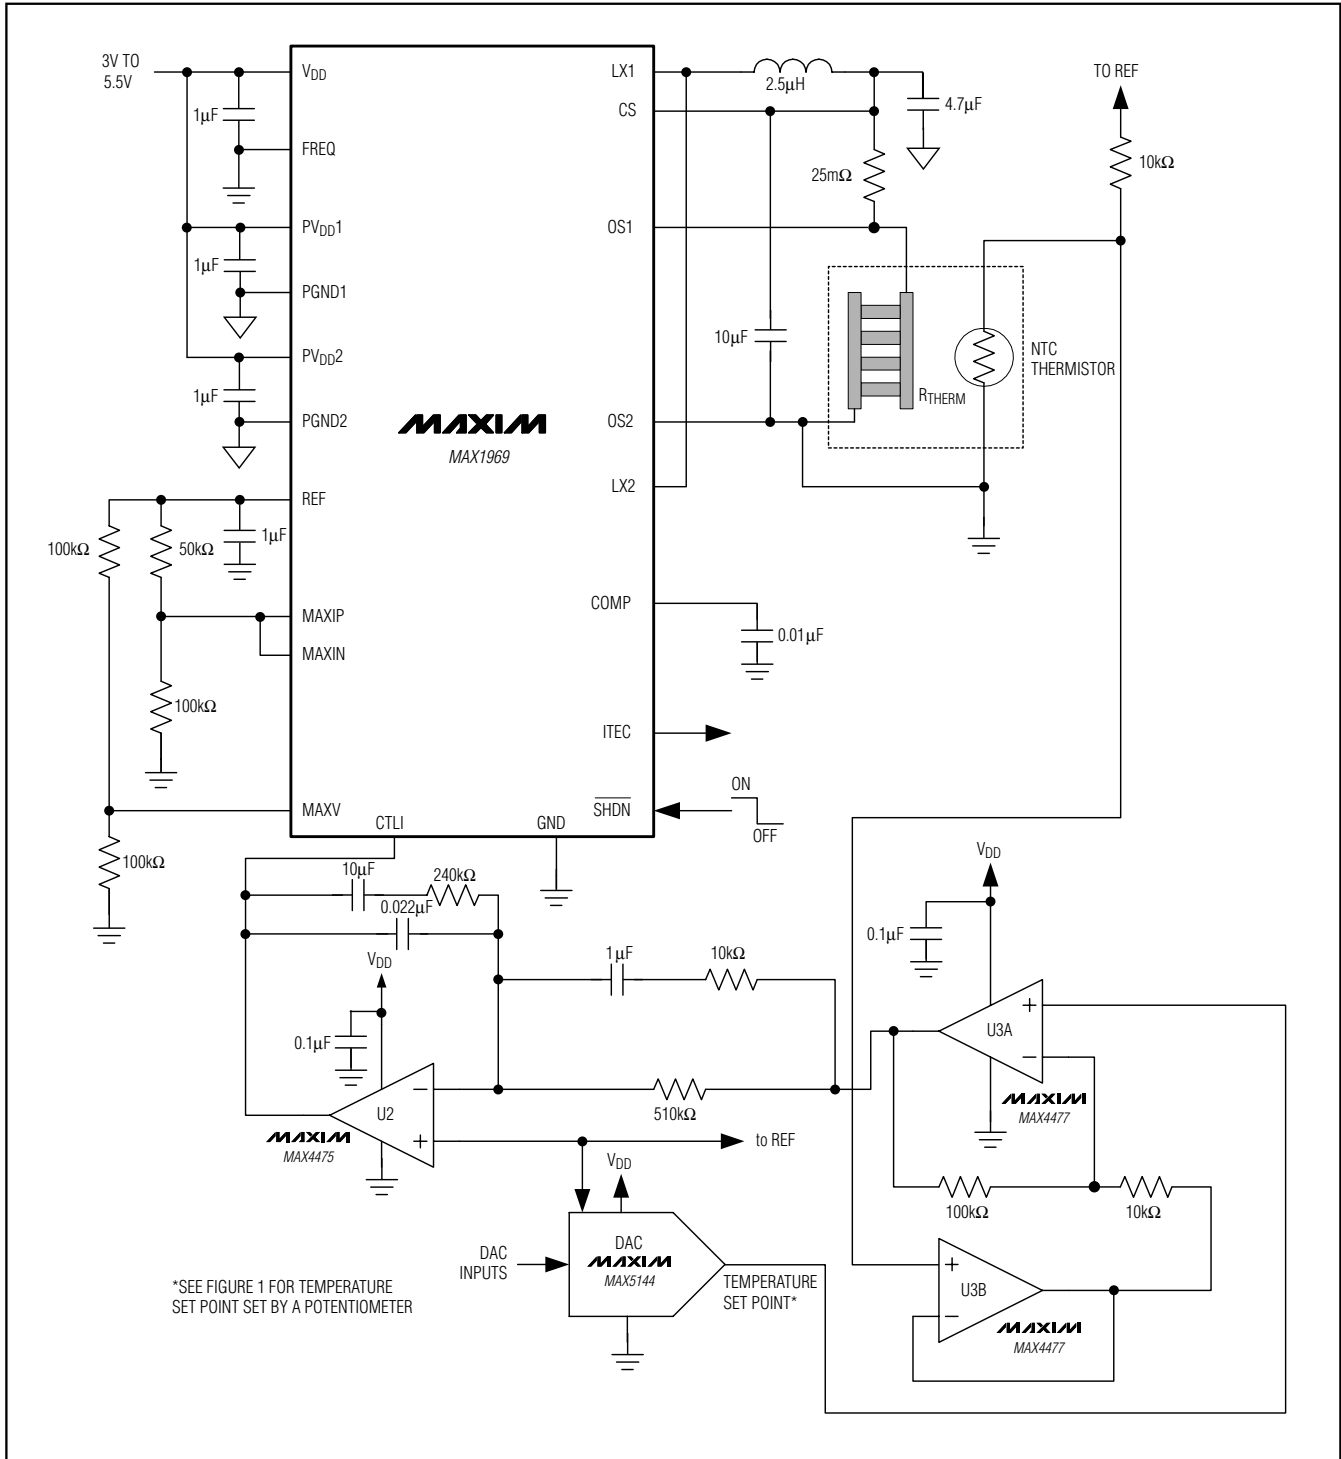 3V TO
5.5V
VDD
1µF
FREQ
PVDD1
1µF
PGND1
PVDD2
1µF
PGND2
REF
100kΩ
50kΩ
1µF
MAXIP
MAXIN
100kΩ
MAXV
100kΩ
CTLI
GND
MAXIM
MAX1969
LX1
CS
OS1
OS2
LX2
COMP
ITEC
SHDN
ON
OFF
2.5µH
4.7µF
25mΩ
10µF
RTHERM
NTC
THERMISTOR
TO REF
10kΩ
0.01µF
10µF
240kΩ
0.022µF
VDD
0.1µF
1µF
10kΩ
510kΩ
U2
−
+
MAXIM
MAX4475
to REF
VDD
DAC
INPUTS
DAC
MAXIM
MAX5144
TEMPERATURE
SET POINT*
VDD
0.1µF
U3A
+
−
MAXIM
MAX4477
100kΩ
10kΩ
+
U3B
−
MAXIM
MAX4477
*SEE FIGURE 1 FOR TEMPERATURE
SET POINT SET BY A POTENTIOMETER